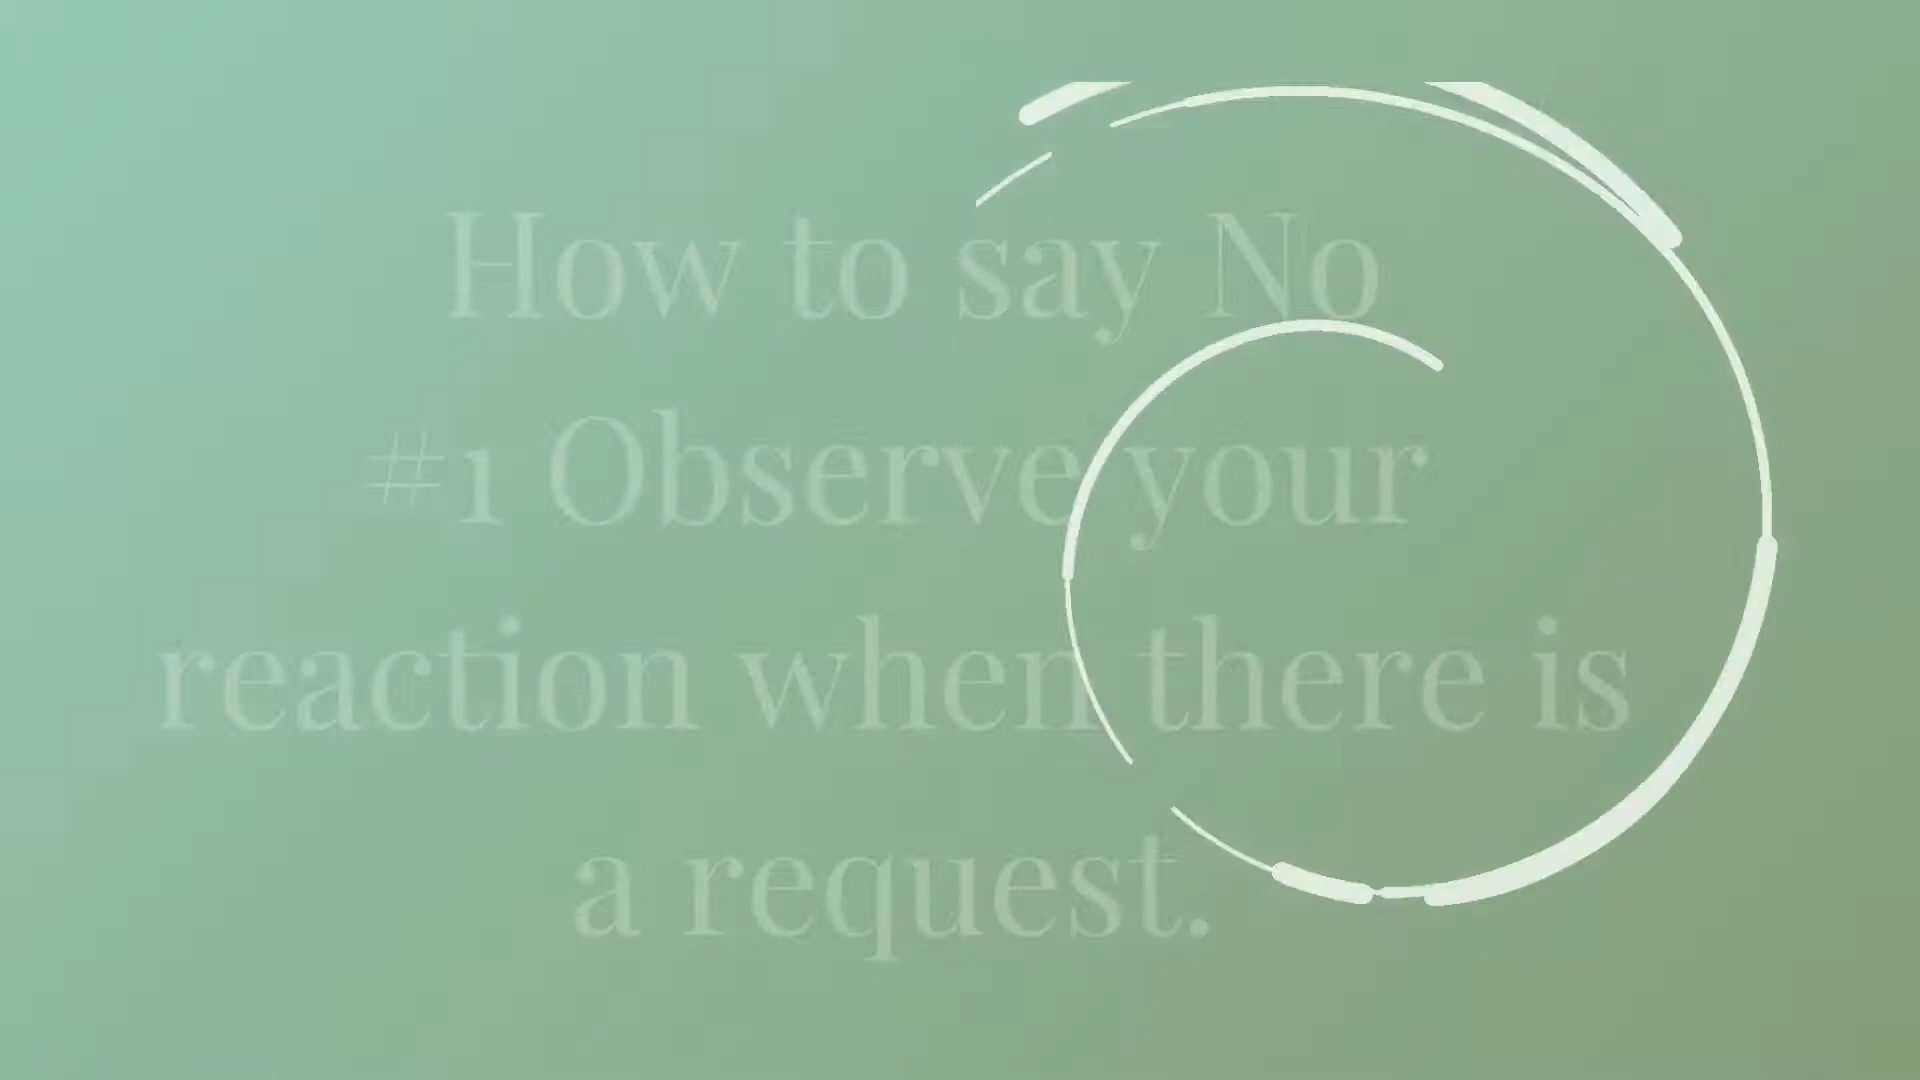 How to say No
#1 Observe your
reaction when there is
a request.